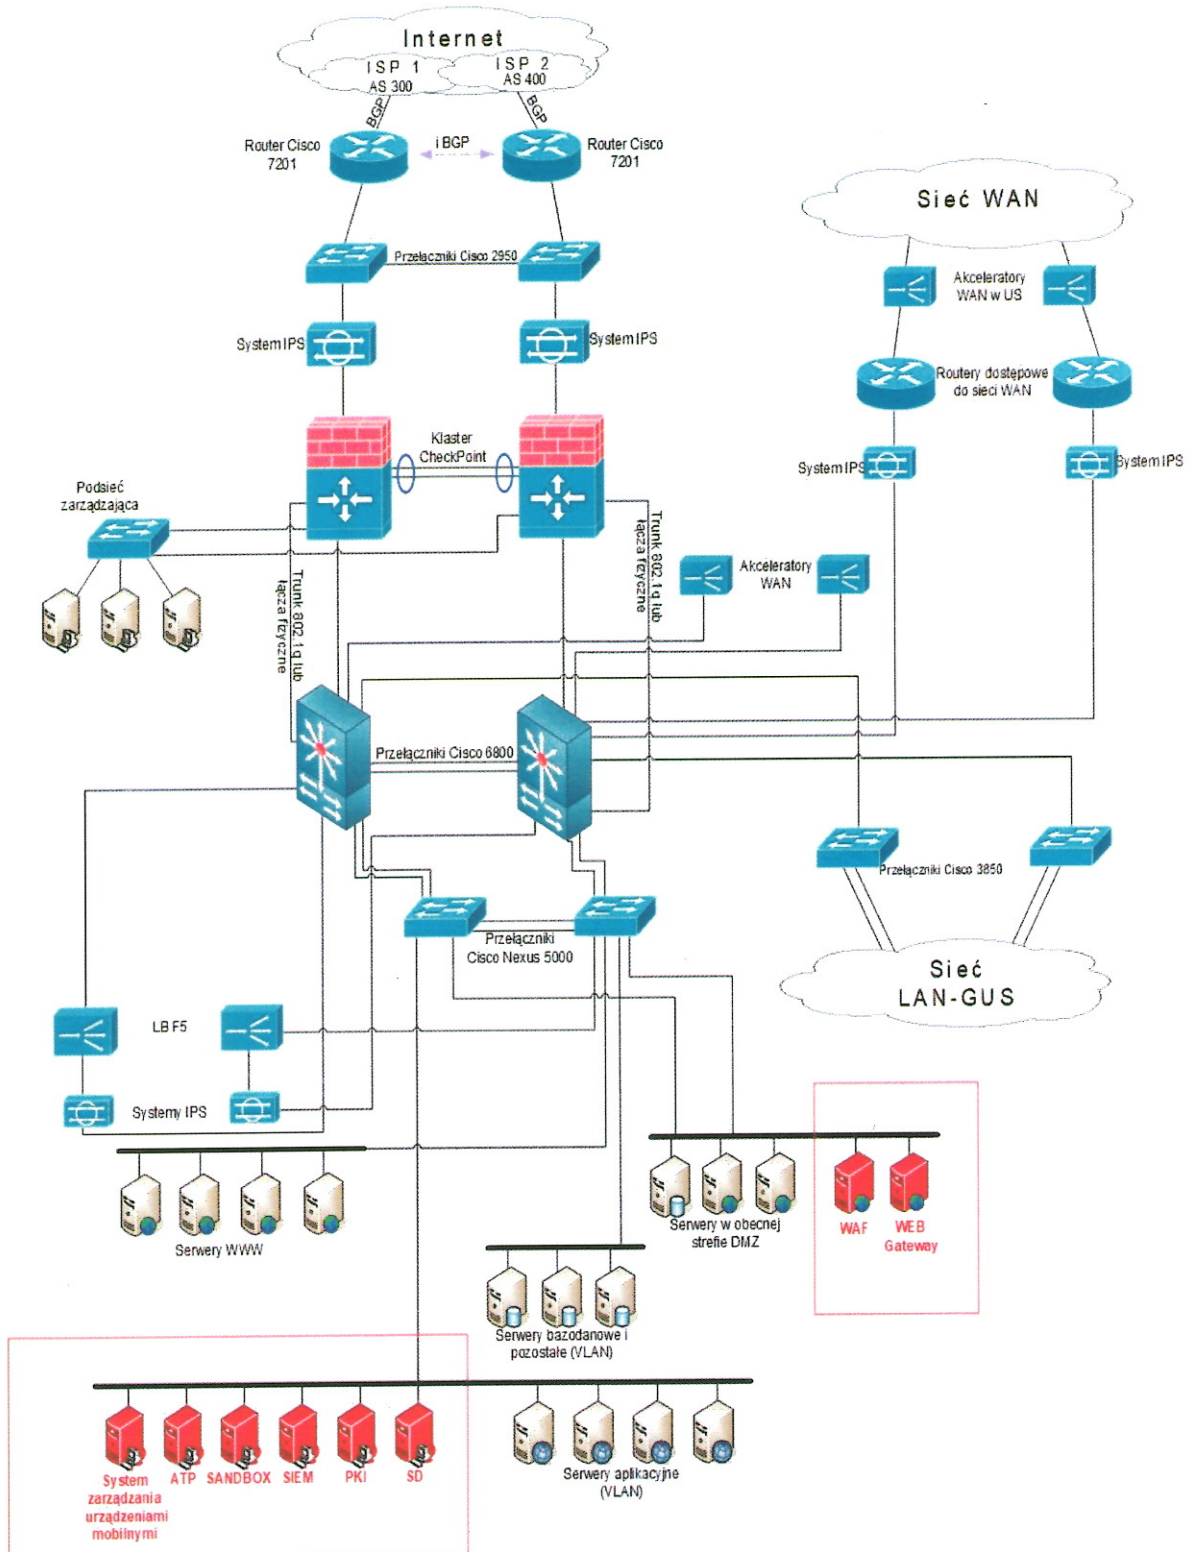 Internet
ISP 1
AS 300
ISP 2
AS 400
BGP
BGP
Router Cisco
7201
i BGP
Router Cisco
7201
Sieć WAN
Przełączniki Cisco 2950
Akceleratory
WAN w US
System IPS
System IPS
Routery dostępowe
do sieci WAN
Klaster
CheckPoint
System IPS
System IPS
Podsieć
zarządzająca
Trunk 802.1q lub
łącza fizyczne
Trunk 802.1q lub
łącza fizyczne
Akceleratory
WAN
Przełączniki Cisco 6800
Przełączniki Cisco 3850
Przełączniki
Cisco Nexus 5000
Sieć
LAN-GUS
LB F5
Systemy IPS
Serwery WWW
Serwery w obecnej
strefie DMZ
WAF
WEB
Gateway
Serwery bazodanowe i
pozostałe (VLAN)
System
zarządzania
urządzeniami
mobilnymi
ATP
SANDBOX
SIEM
PKI
SD
Serwery aplikacyjne
(VLAN)